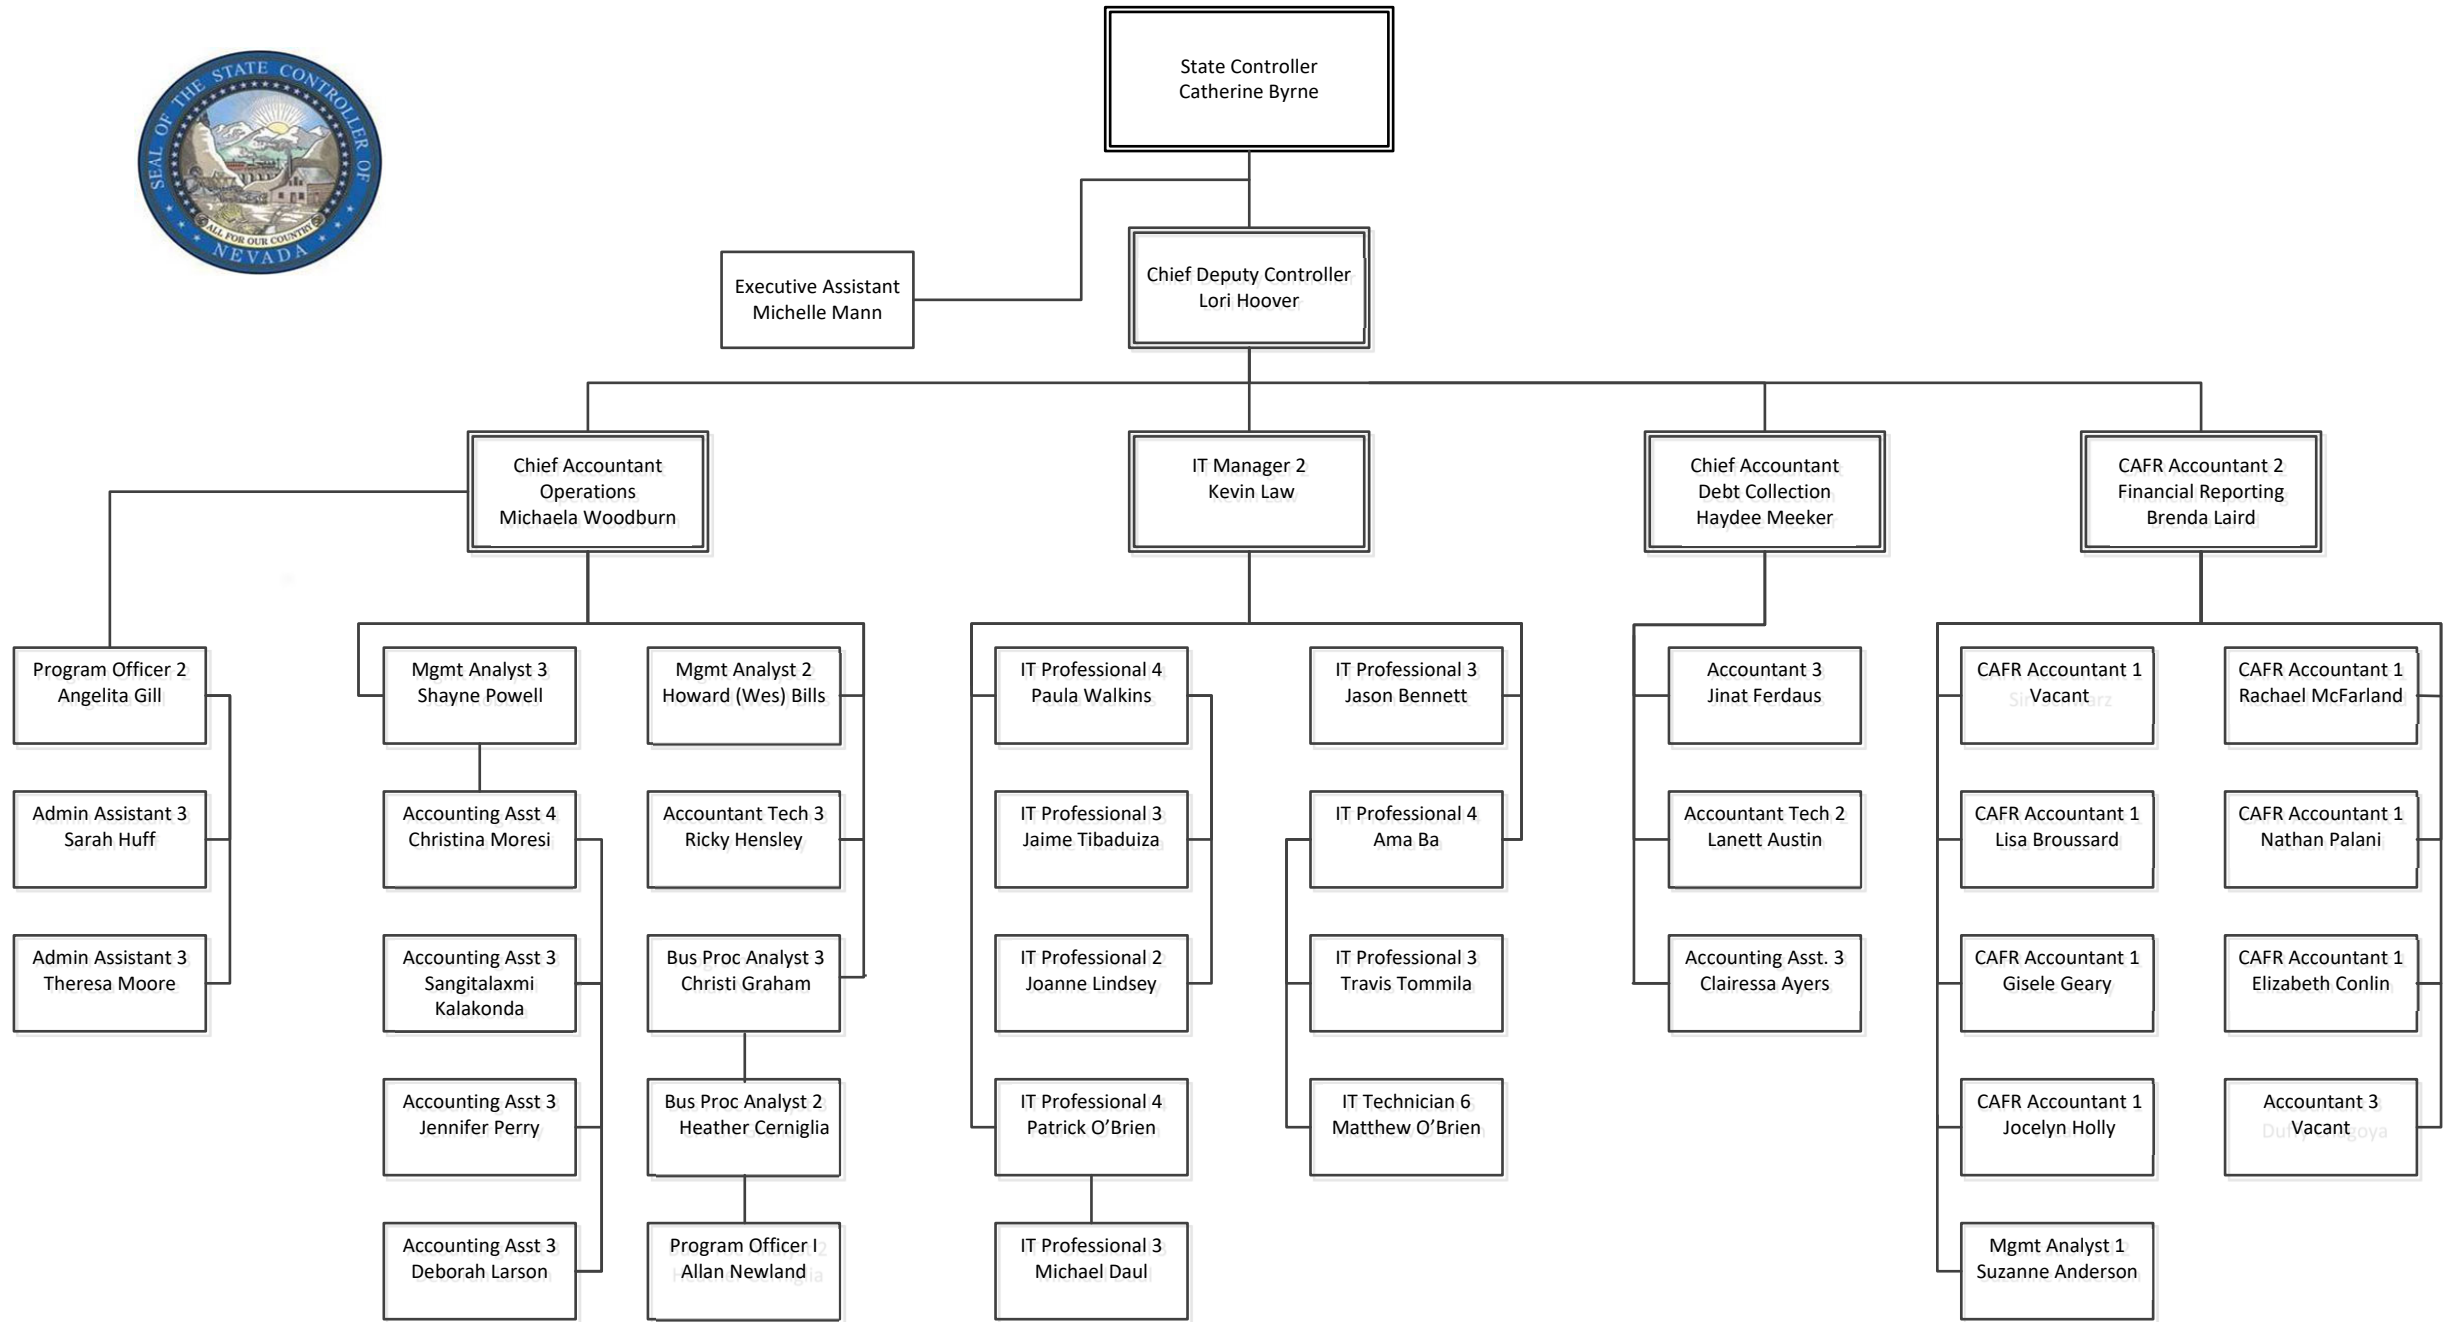 SEAL OF THE STATE CONTROLLER OF
NEVADA
ALL FOR OUR COUNTRY
State Controller
Catherine Byrne
Executive Assistant
Michelle Mann
Chief Deputy Controller
Lori Hoover
Chief Accountant
Operations
Michaela Woodburn
IT Manager 2
Kevin Law
Chief Accountant
Debt Collection
Haydee Meeker
CAFR Accountant 2
Financial Reporting
Brenda Laird
Program Officer 2
Angelita Gill
Mgmt Analyst 3
Shayne Powell
Mgmt Analyst 2
Howard (Wes) Bills
IT Professional 4
Paula Walkins
IT Professional 3
Jason Bennett
Accountant 3
Jinat Ferdaus
CAFR Accountant 1
Vacant
CAFR Accountant 1
Rachael McFarland
Admin Assistant 3
Sarah Huff
Accounting Asst 4
Christina Moresi
Accountant Tech 3
Ricky Hensley
IT Professional 3
Jaime Tibaduiza
IT Professional 4
Ama Ba
Accountant Tech 2
Lanett Austin
CAFR Accountant 1
Lisa Broussard
CAFR Accountant 1
Nathan Palani
Admin Assistant 3
Theresa Moore
Accounting Asst 3
Sangitalaxmi
Kalakonda
Bus Proc Analyst 3
Christi Graham
IT Professional 2
Joanne Lindsey
IT Professional 3
Travis Tommila
Accounting Asst. 3
Clairessa Ayers
CAFR Accountant 1
Gisele Geary
CAFR Accountant 1
Elizabeth Conlin
Accounting Asst 3
Jennifer Perry
Bus Proc Analyst 2
Heather Cerniglia
IT Professional 4
Patrick O’Brien
IT Technician 6
Matthew O’Brien
CAFR Accountant 1
Jocelyn Holly
Accountant 3
Vacant
Accounting Asst 3
Deborah Larson
Program Officer I
Allan Newland
IT Professional 3
Michael Daul
Mgmt Analyst 1
Suzanne Anderson